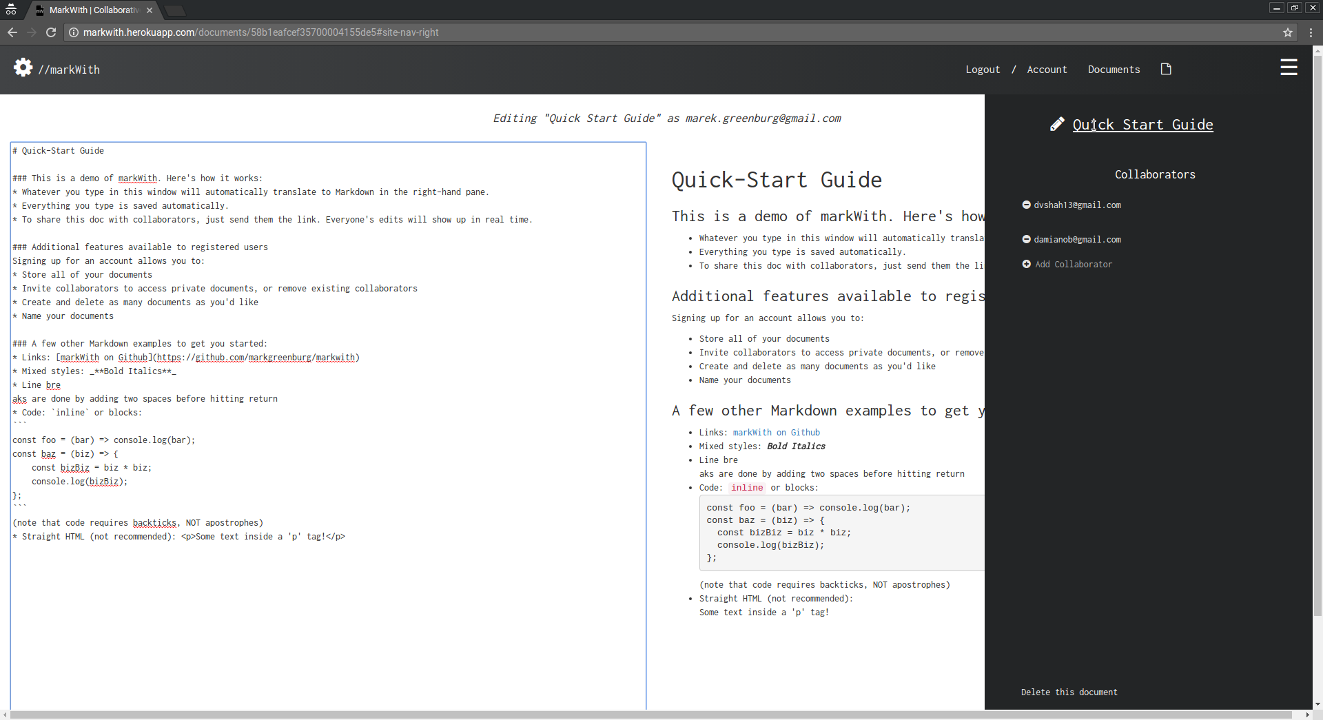 MarkWith | Collaborativ
markwith.herokuapp.com/documents/58b1eafcef35700004155de5#site-nav-right
//markWith
Logout / Account Documents
Editing "Quick Start Guide" as marek.greenburg@gmail.com
# Quick-Start Guide
### This is a demo of markWith. Here's how it works:
* Whatever you type in this window will automatically translate to Markdown in the right-hand pane.
* Everything you type is saved automatically.
* To share this doc with collaborators, just send them the link. Everyone's edits will show up in real time.
### Additional features available to registered users
Signing up for an account allows you to:
* Store all of your documents
* Invite collaborators to access private documents, or remove existing collaborators
* Create and delete as many documents as you'd like
* Name your documents
### A few other Markdown examples to get you started:
* Links: [markWith on Github](https://github.com/markgreenburg/markwith)
* Mixed styles: _**Bold Italics**_
* Line bre
aks are done by adding two spaces before hitting return
* Code: `inline` or blocks:
```
const foo = (bar) => console.log(bar);
const baz = (biz) => {
    const bizBiz = biz * biz;
    console.log(bizBiz);
};
```
(note that code requires backticks, NOT apostrophes)
* Straight HTML (not recommended): <p>Some text inside a 'p' tag!</p>
Quick-Start Guide
This is a demo of markWith. Here's how
• Whatever you type in this window will automatically transla
• Everything you type is saved automatically.
• To share this doc with collaborators, just send them the li
Additional features available to regis
Signing up for an account allows you to:
• Store all of your documents
• Invite collaborators to access private documents, or remove
• Create and delete as many documents as you'd like
• Name your documents
A few other Markdown examples to get y
• Links: markWith on Github
• Mixed styles: Bold Italics
• Line bre
aks are done by adding two spaces before hitting return
• Code: inline or blocks:
const foo = (bar) => console.log(bar);
const baz = (biz) => {
  const bizBiz = biz * biz;
  console.log(bizBiz);
};
(note that code requires backticks, NOT apostrophes)
• Straight HTML (not recommended):
Some text inside a 'p' tag!
Quick Start Guide
Collaborators
dvshah13@gmail.com
damianob@gmail.com
Add Collaborator
Delete this document